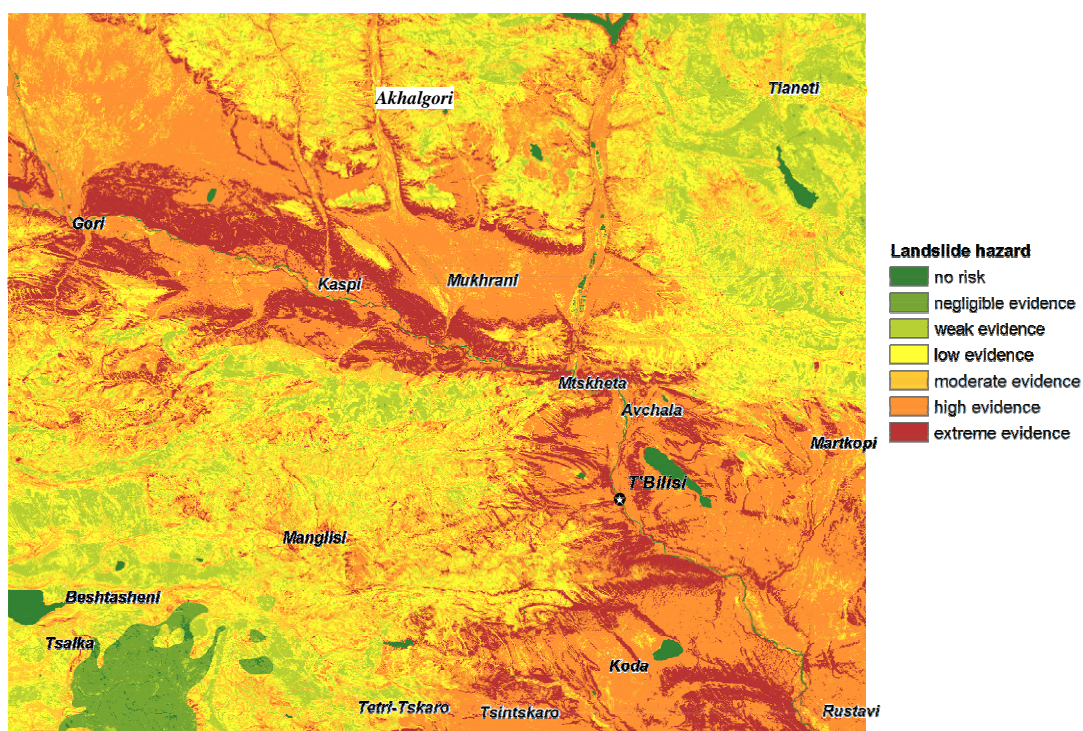 Tianeti
Akhalgori
Gori
Kaspi
Mukhrani
Landslide hazard
no risk
negligible evidence
weak evidence
low evidence
moderate evidence
high evidence
extreme evidence
Mtskheta
Avchala
Martkopi
T'Bilisi
Manglisi
Beshtasheni
Tsalka
Koda
Tetri-Tskaro
Tsintskaro
Rustavi